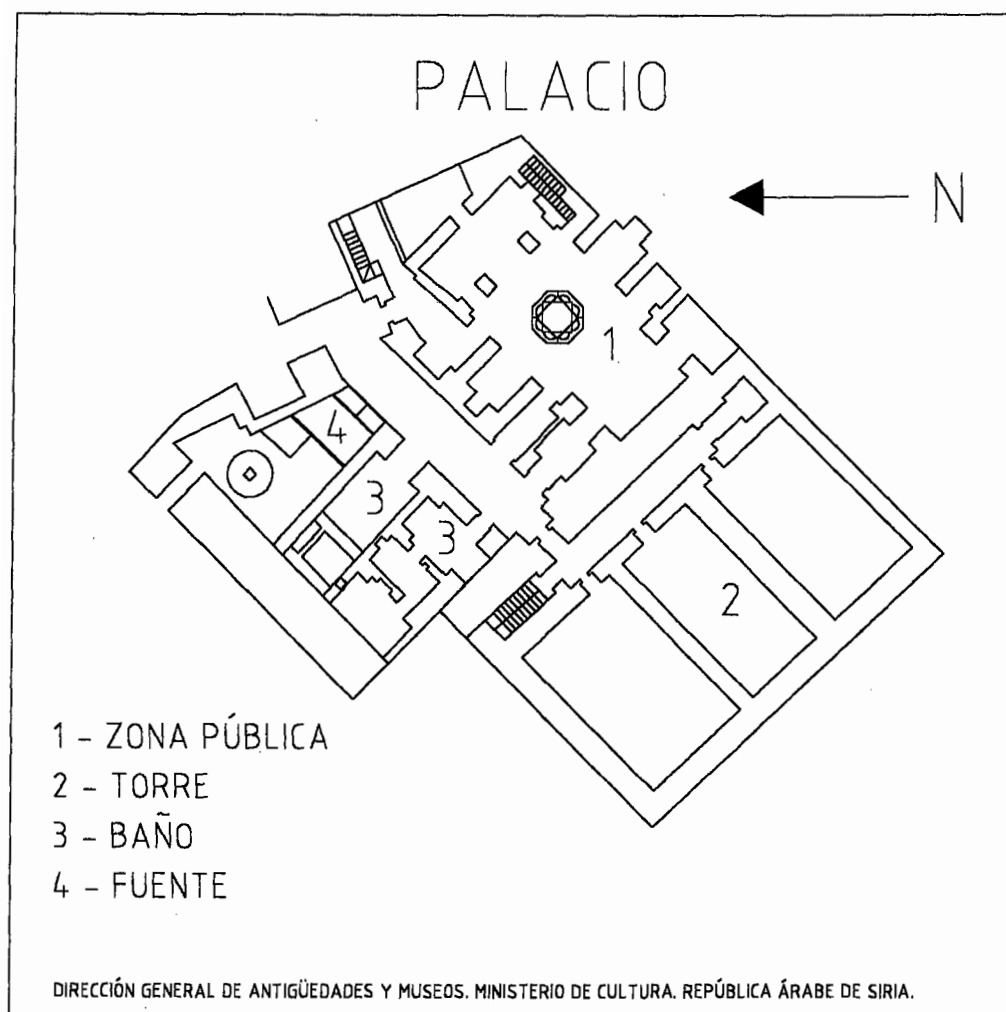 PALACIO
N
1
4
3
3
2
1 - ZONA PÚBLICA
2 - TORRE
3 - BAÑO
4 - FUENTE
DIRECCIÓN GENERAL DE ANTIGÜEDADES Y MUSEOS. MINISTERIO DE CULTURA. REPÚBLICA ÁRABE DE SIRIA.